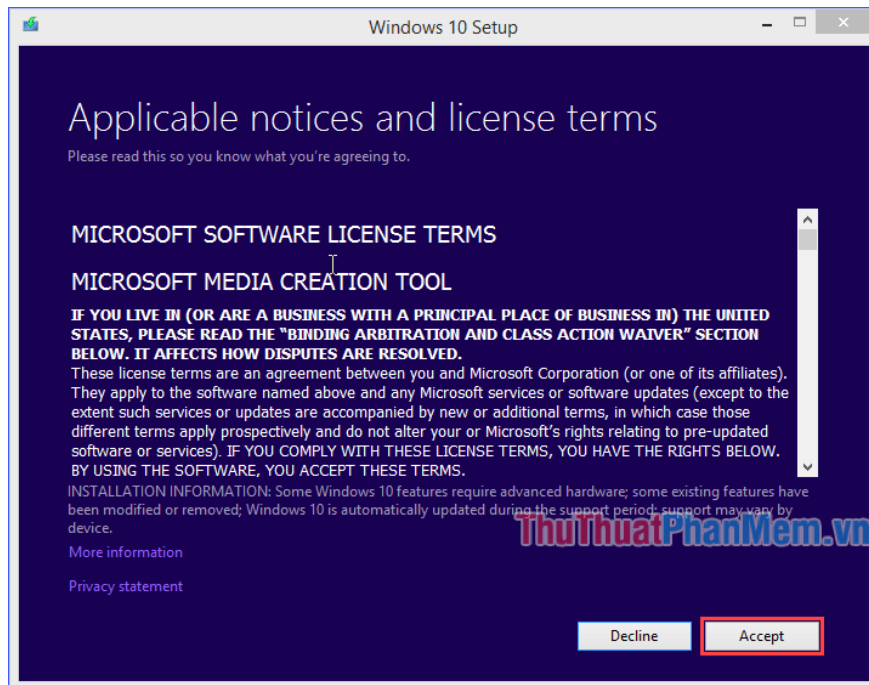 Windows 10 Setup
Applicable notices and license terms
Please read this so you know what you're agreeing to.
MICROSOFT SOFTWARE LICENSE TERMS
MICROSOFT MEDIA CREATION TOOL
IF YOU LIVE IN (OR ARE A BUSINESS WITH A PRINCIPAL PLACE OF BUSINESS IN) THE UNITED
STATES, PLEASE READ THE “BINDING ARBITRATION AND CLASS ACTION WAIVER” SECTION
BELOW. IT AFFECTS HOW DISPUTES ARE RESOLVED.
These license terms are an agreement between you and Microsoft Corporation (or one of its affiliates).
They apply to the software named above and any Microsoft services or software updates (except to the
extent such services or updates are accompanied by new or additional terms, in which case those
different terms apply prospectively and do not alter your or Microsoft’s rights relating to pre-updated
software or services). IF YOU COMPLY WITH THESE LICENSE TERMS, YOU HAVE THE RIGHTS BELOW.
BY USING THE SOFTWARE, YOU ACCEPT THESE TERMS.
INSTALLATION INFORMATION: Some Windows 10 features require advanced hardware; some existing features have
been modified or removed; Windows 10 is automatically updated during the support period; support may vary by
device.
ThuThuatPhanMem.vn
More information
Privacy statement
Decline Accept